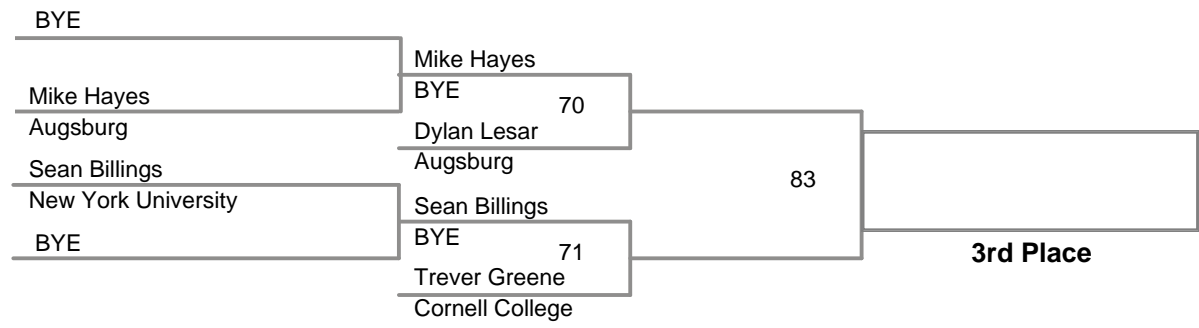 BYE
Mike Hayes
Augsburg
Sean Billings
New York University
BYE
Mike Hayes
BYE
70
Dylan Lesar
Augsburg
Sean Billings
BYE
71
Trever Greene
Cornell College
83
3rd Place